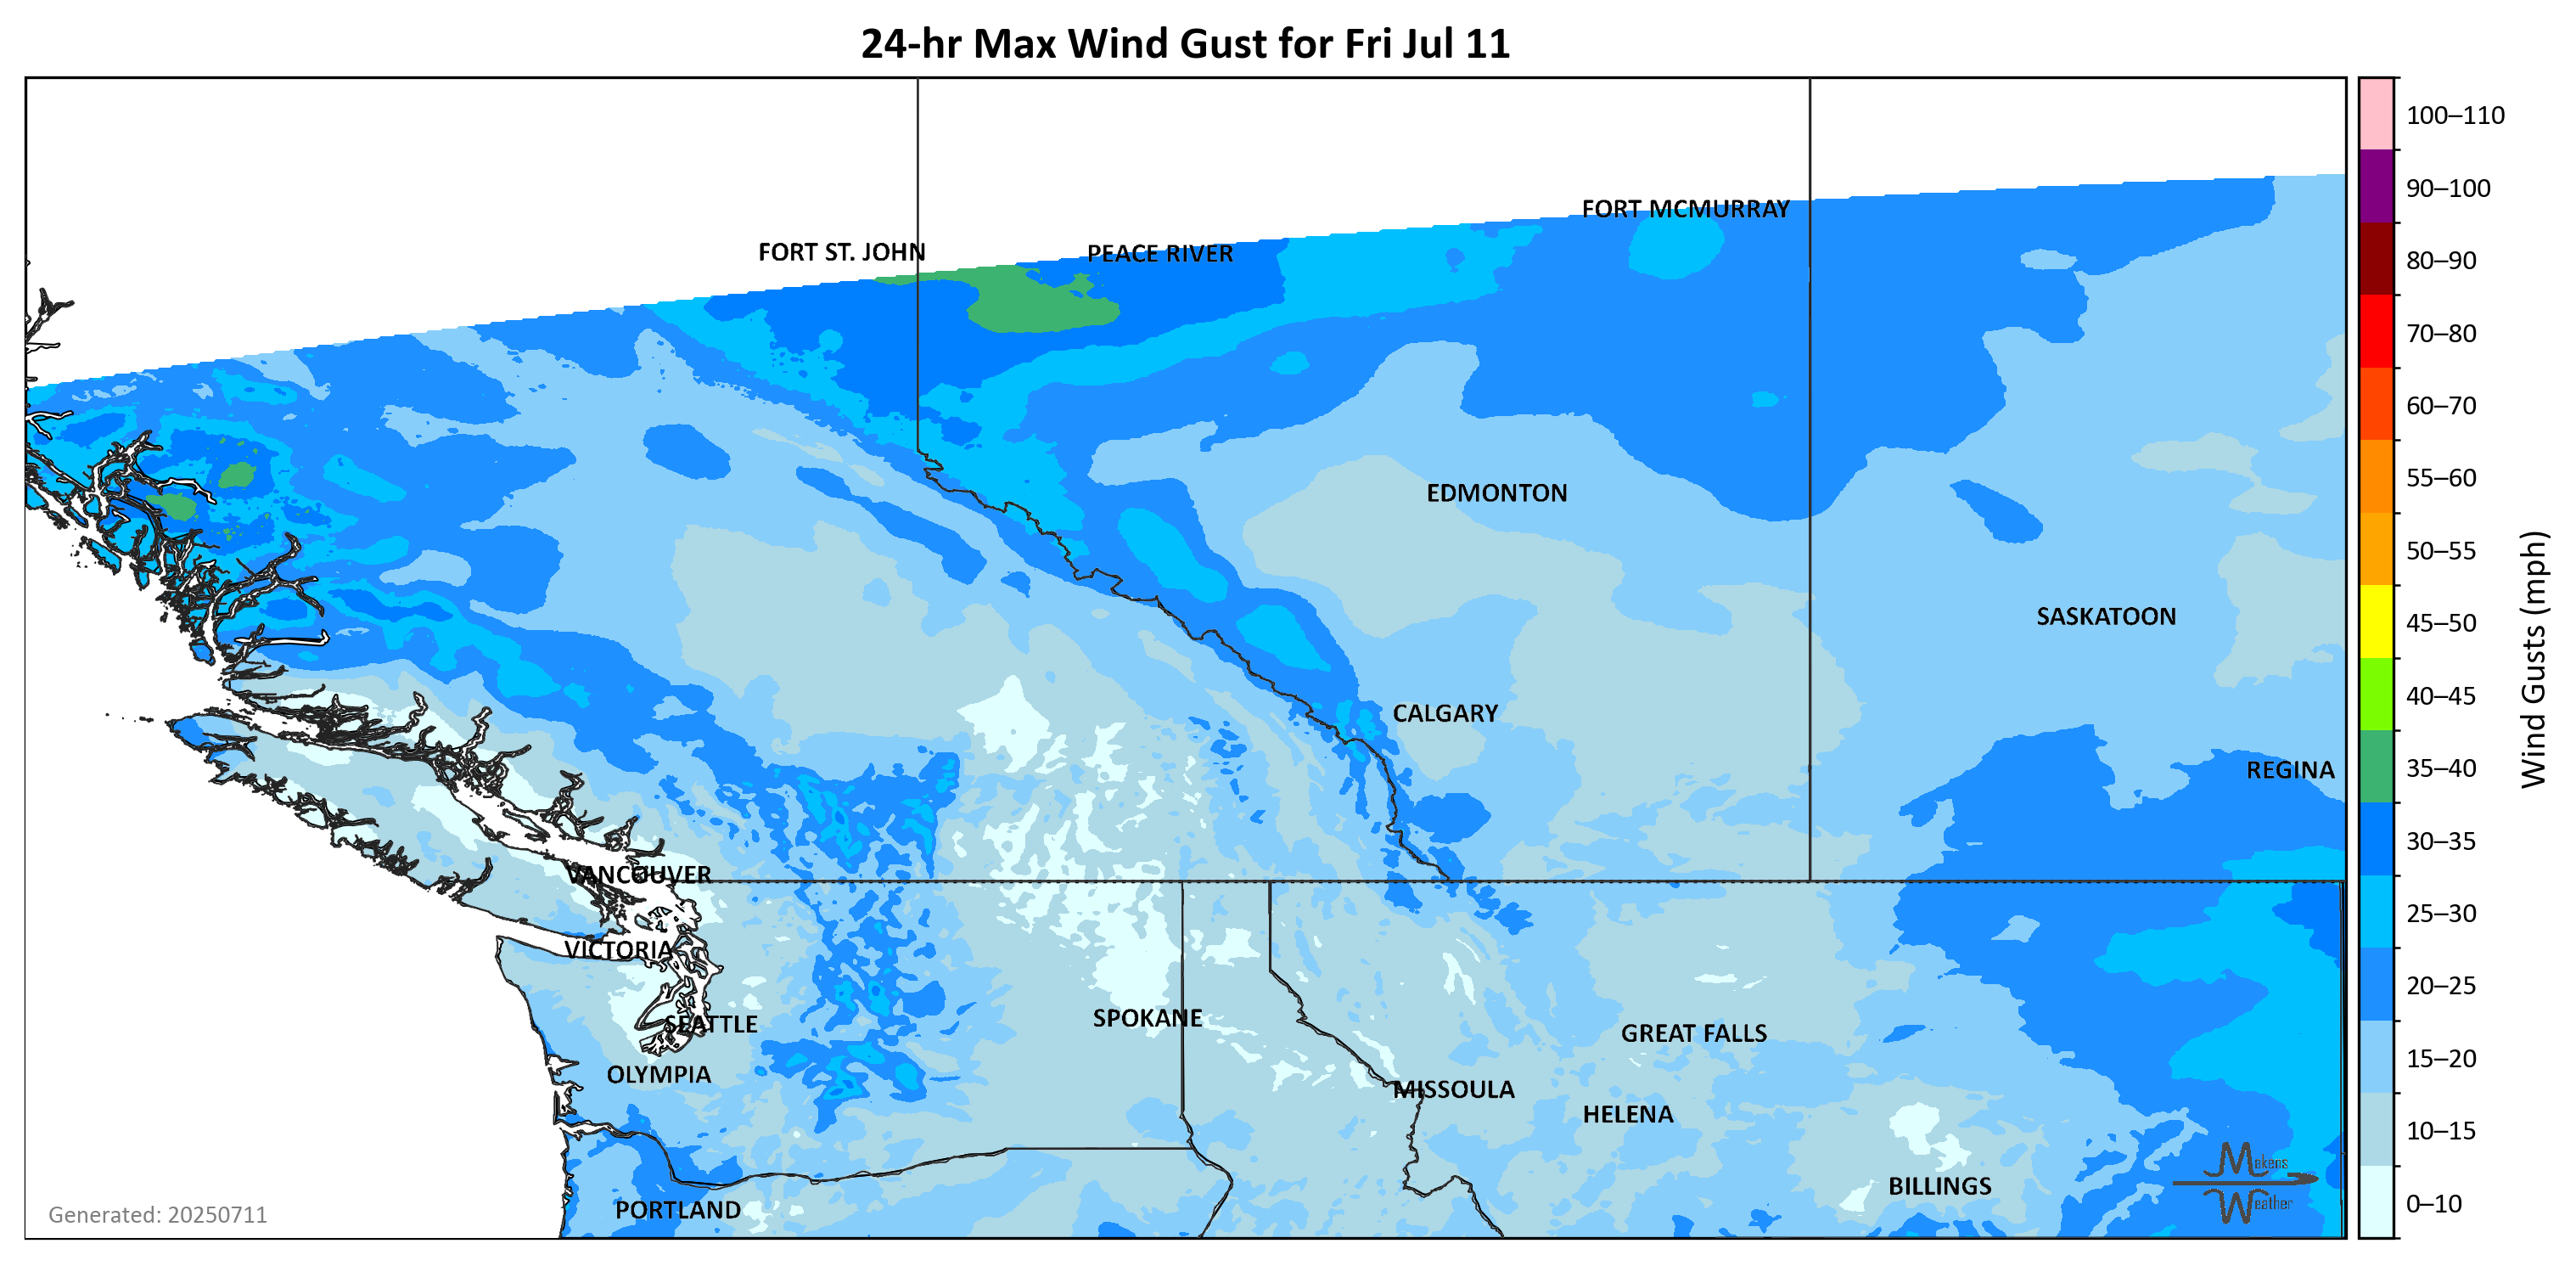 24-hr Max Wind Gust for Fri Jul 11
FORT MCMURRAY
FORT ST. JOHN
PEACE RIVER
EDMONTON
SASKATOON
CALGARY
REGINA
VANCOUVER
VICTORIA
SEATTLE
SPOKANE
GREAT FALLS
OLYMPIA
MISSOULA
HELENA
BILLINGS
PORTLAND
Makens
Weather
Generated: 20250711
100–110
90–100
80–90
70–80
60–70
55–60
50–55
45–50
40–45
35–40
30–35
25–30
20–25
15–20
10–15
0–10
Wind Gusts (mph)